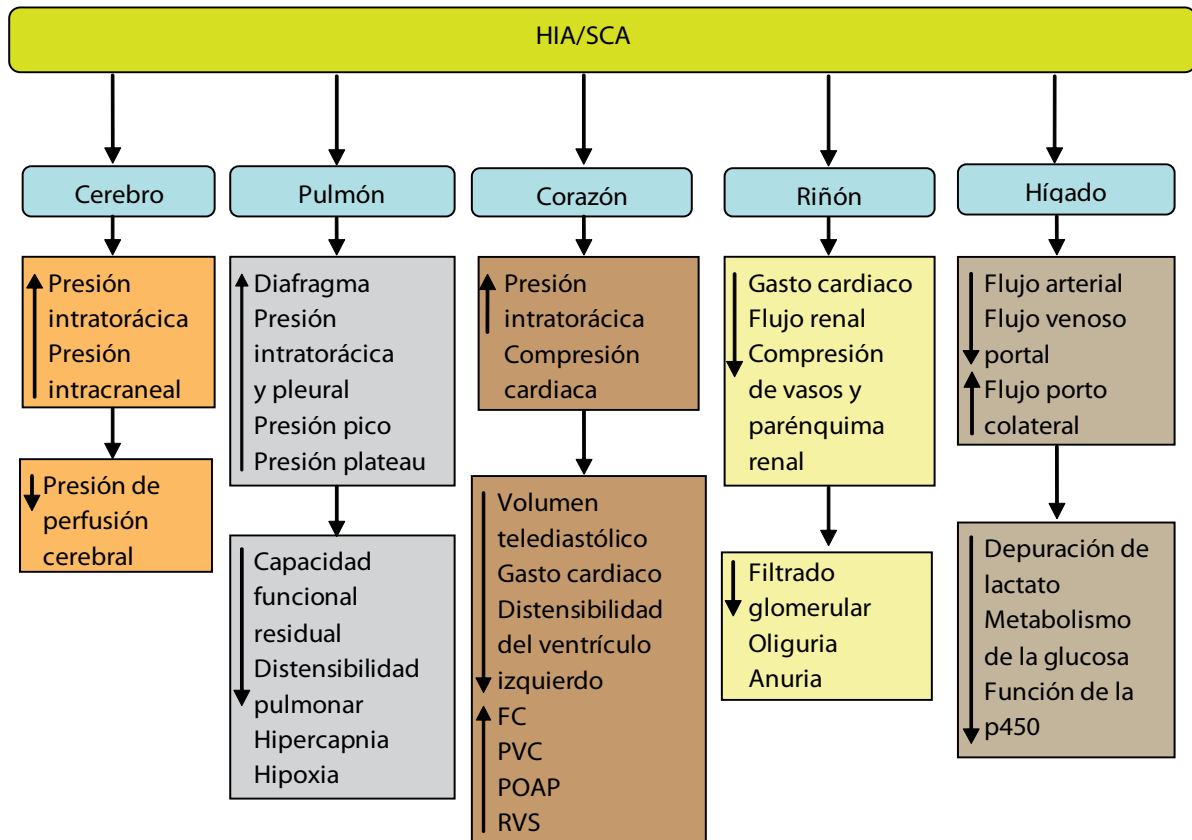 HIA/SCA
Cerebro
Presión
intratorácica
Presión
intracraneal
Presión de
perfusión
cerebral
Pulmón
Diafragma
Presión
intratorácica
y pleural
Presión pico
Presión plateau
Capacidad
funcional
residual
Distensibilidad
pulmonar
Hipercapnia
Hipoxia
Corazón
Presión
intratorácica
Compresión
cardiaca
Volumen
telediastólico
Gasto cardiaco
Distensibilidad
del ventrículo
izquierdo
FC
PVC
POAP
RVS
Riñón
Gasto cardiaco
Flujo renal
Compresión
de vasos y
parénquima
renal
Filtrado
glomerular
Oliguria
Anuria
Hígado
Flujo arterial
Flujo venoso
portal
Flujo porto
colateral
Depuración de
lactato
Metabolismo
de la glucosa
Función de la
p450